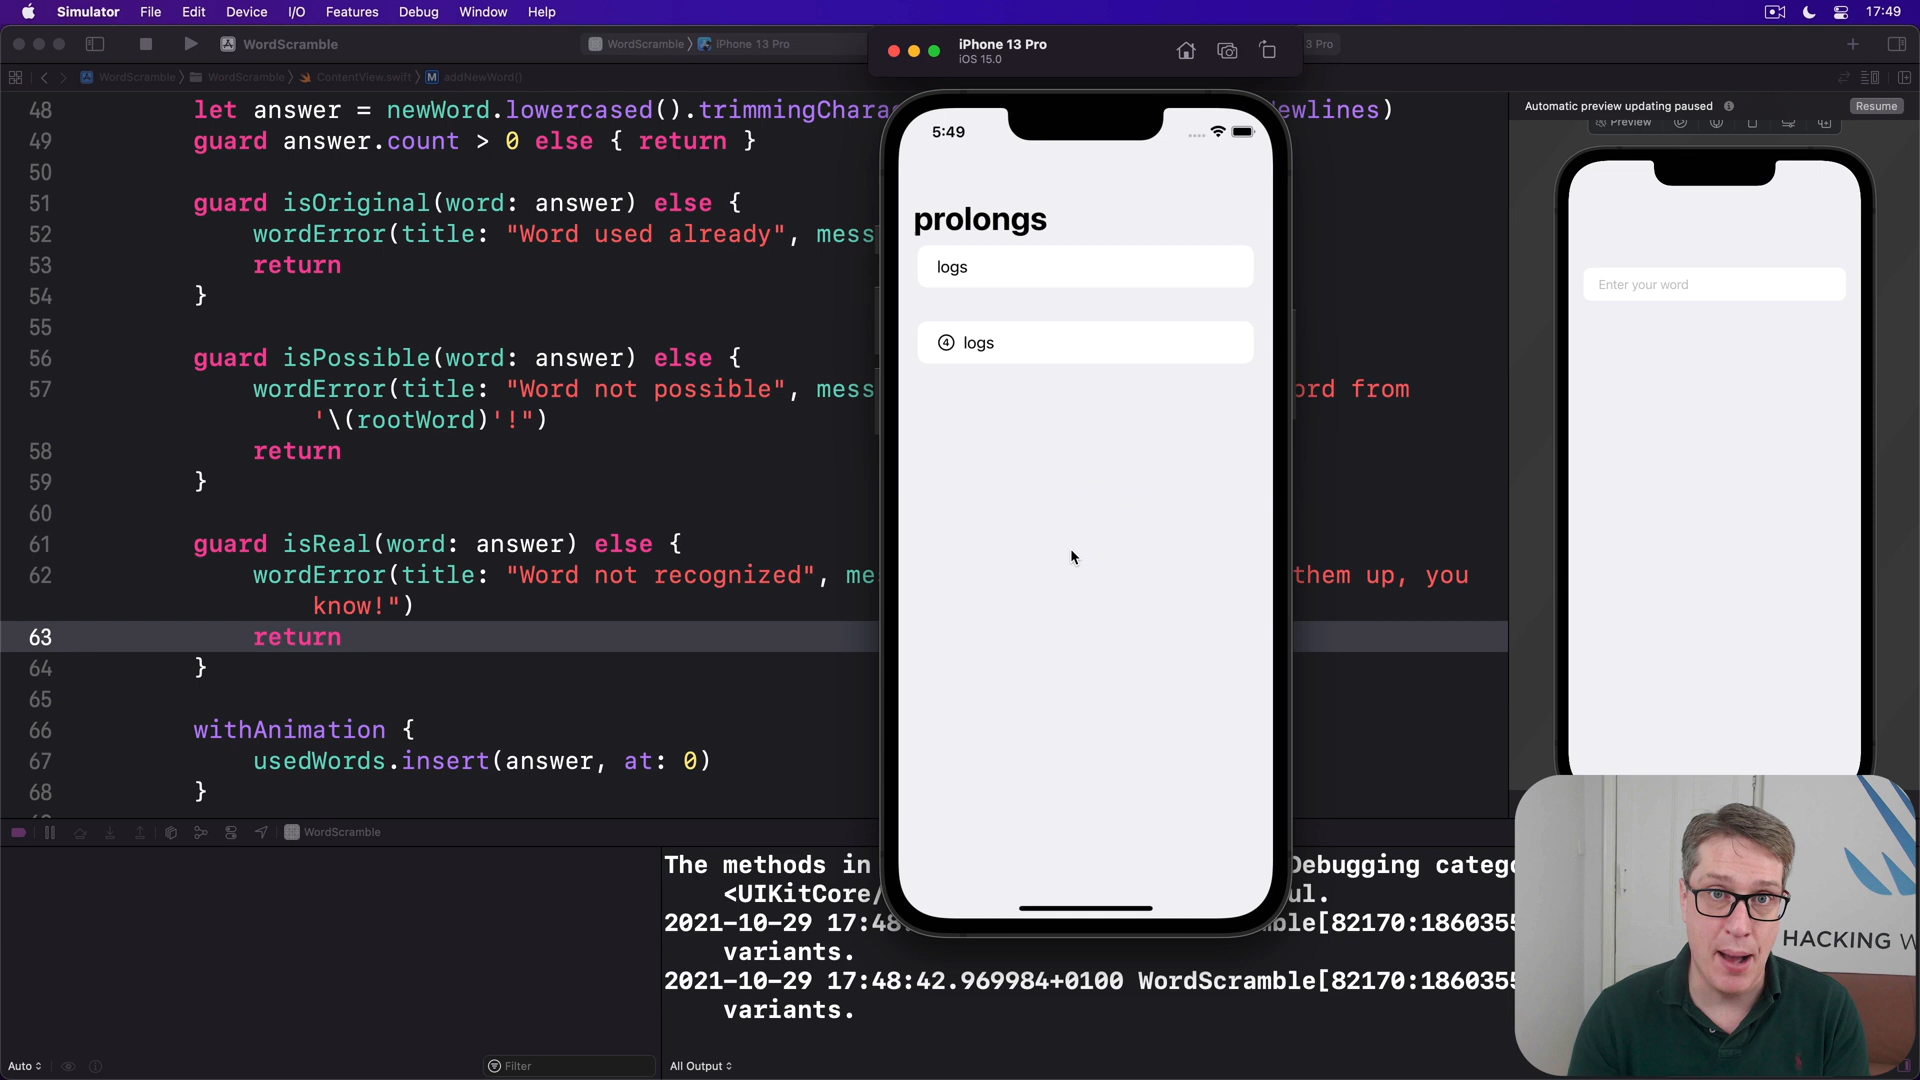 Simulator File Edit Device I/O Features Debug Window Help 17:49
WordScramble WordScramble iPhone 13 Pro 3 Pro
iPhone 13 Pro
iOS 15.0
WordScramble WordScramble ContentView.swift M addNewWord()
48 let answer = newWord.lowercased().trimmingChara ewlines)
49 guard answer.count > 0 else { return }
50
51 guard isOriginal(word: answer) else {
52 wordError(title: "Word used already", mess
53 return
54 }
55
56 guard isPossible(word: answer) else {
57 wordError(title: "Word not possible", mess ord from
'\(rootWord)'!")
58 return
59 }
60
61 guard isReal(word: answer) else {
62 wordError(title: "Word not recognized", me them up, you
know!")
63 return
64 }
65
66 withAnimation {
67 usedWords.insert(answer, at: 0)
68 }
5:49
prolongs
logs
4 logs
Automatic preview updating paused Resume
Preview
Enter your word
WordScramble
The methods in Debugging catego
<UIKitCore/ ul.
2021-10-29 17:48 ble[82170:1860355
variants.
2021-10-29 17:48:42.969984+0100 WordScramble[82170:1860355
variants.
Auto Filter All Output
HACKING W